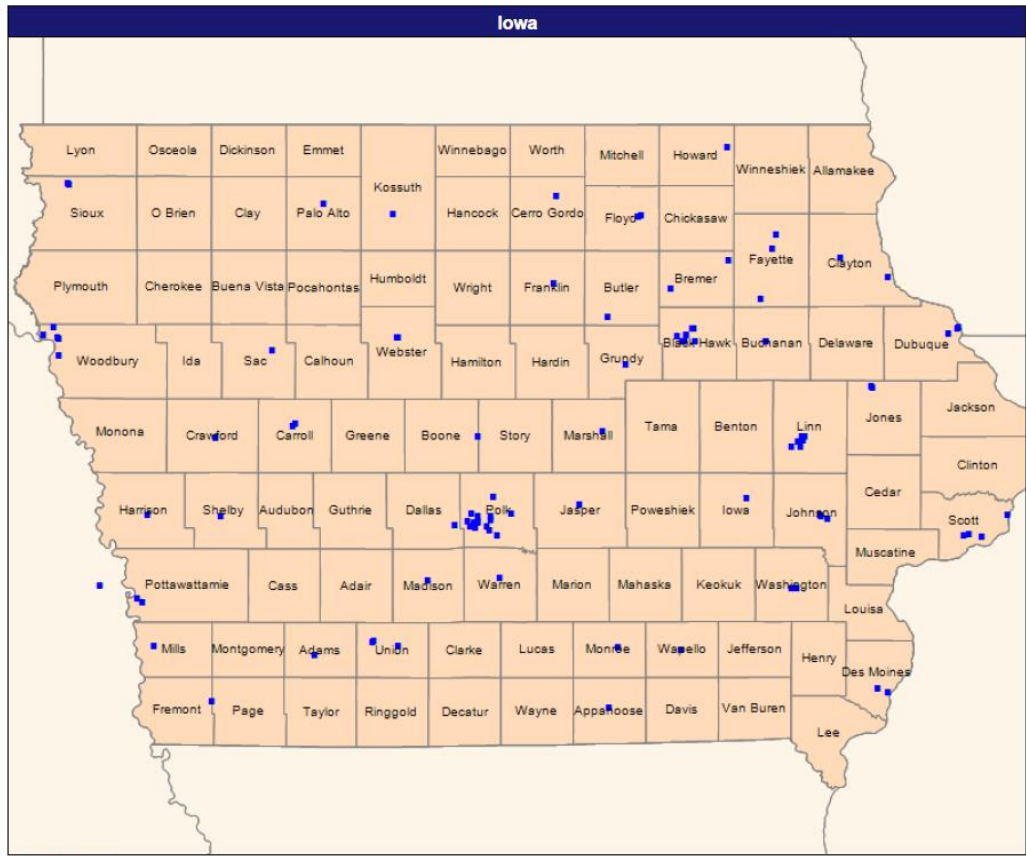 Iowa
Lyon
Osceola
Dickinson
Emmet
Winnebago
Worth
Mitchell
Howard
Winneshiek
Allamakee
Kossuth
Sioux
O Brien
Clay
Palo Alto
Hancock
Cerro Gordo
Floyd
Chickasaw
Fayette
Clayton
Plymouth
Cherokee
Buena Vista
Pocahontas
Humboldt
Wright
Franklin
Butler
Bremer
Woodbury
Ida
Sac
Calhoun
Webster
Hamilton
Hardin
Grundy
Black Hawk
Buchanan
Delaware
Dubuque
Monona
Crawford
Carroll
Greene
Boone
Story
Marshall
Tama
Benton
Linn
Jones
Jackson
Clinton
Harrison
Shelby
Audubon
Guthrie
Dallas
Polk
Jasper
Poweshiek
Iowa
Johnson
Cedar
Scott
Muscatine
Pottawattamie
Cass
Adair
Madison
Warren
Marion
Mahaska
Keokuk
Washington
Louisa
Mills
Montgomery
Adams
Union
Clarke
Lucas
Monroe
Wapello
Jefferson
Henry
Des Moines
Fremont
Page
Taylor
Ringgold
Decatur
Wayne
Appanoose
Davis
Van Buren
Lee